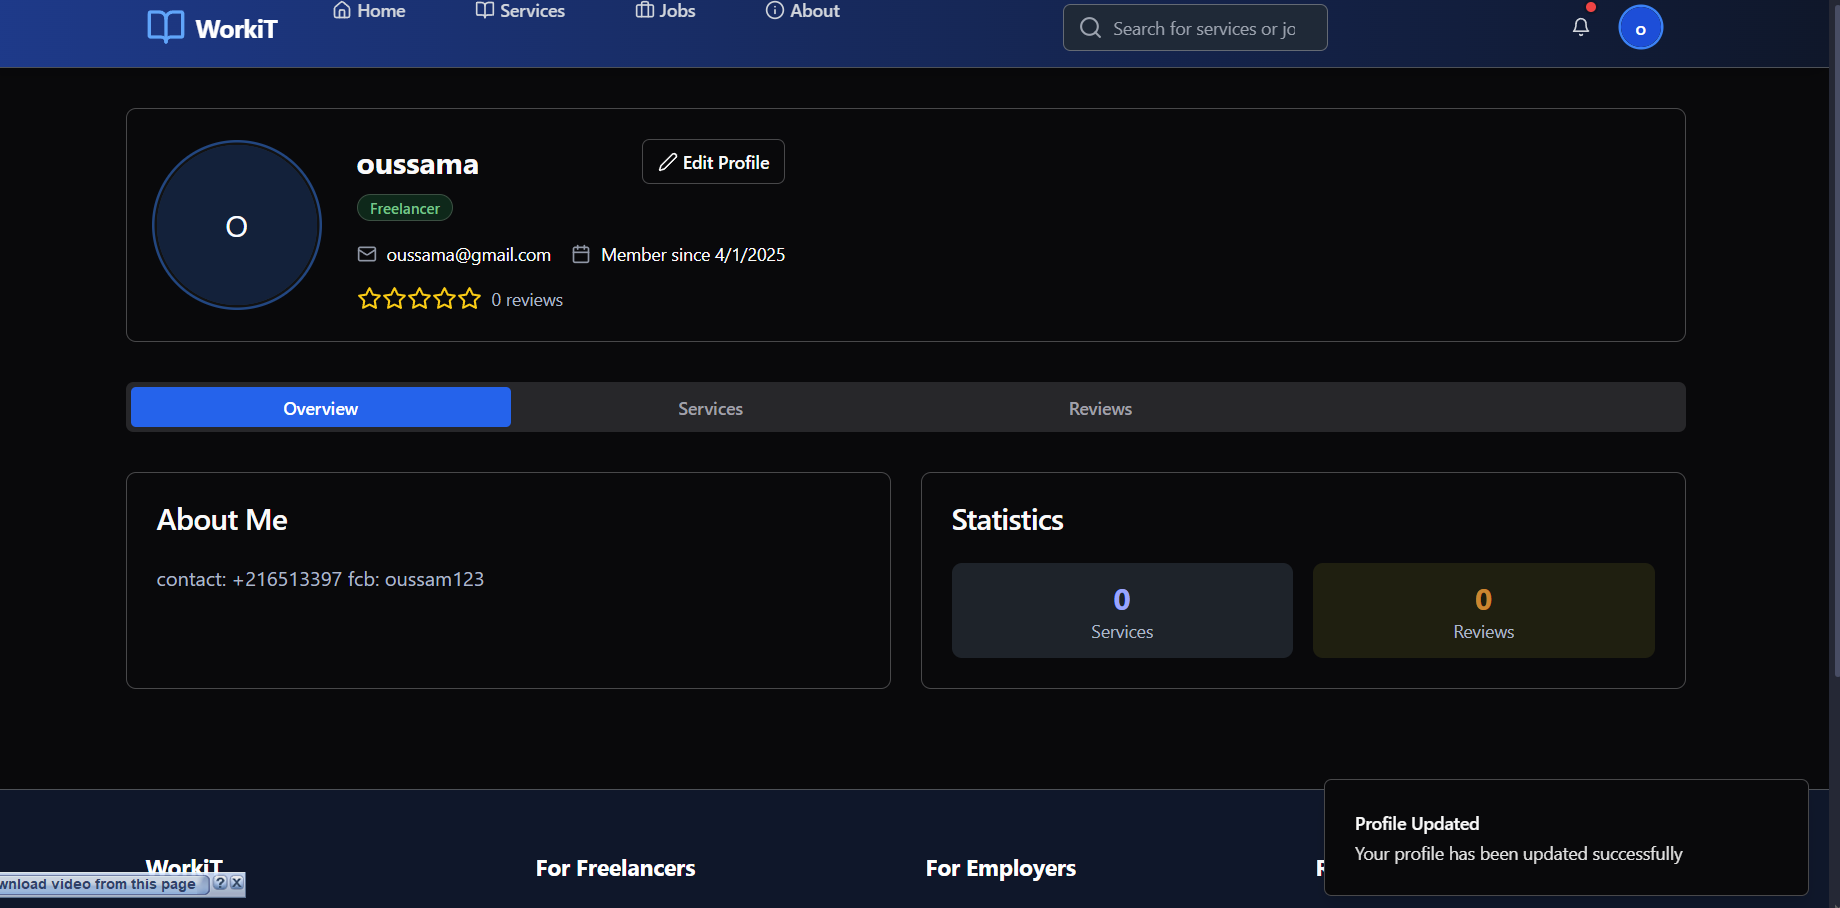 WorkiT
Home
Services
Jobs
About
Search for services or jo
o
O
oussama
Edit Profile
Freelancer
oussama@gmail.com
Member since 4/1/2025
0 reviews
Overview
Services
Reviews
About Me
contact: +216513397 fcb: oussam123
Statistics
0
Services
0
Reviews
Profile Updated
Your profile has been updated successfully
WorkiT
For Freelancers
For Employers
wnload video from this page
? X